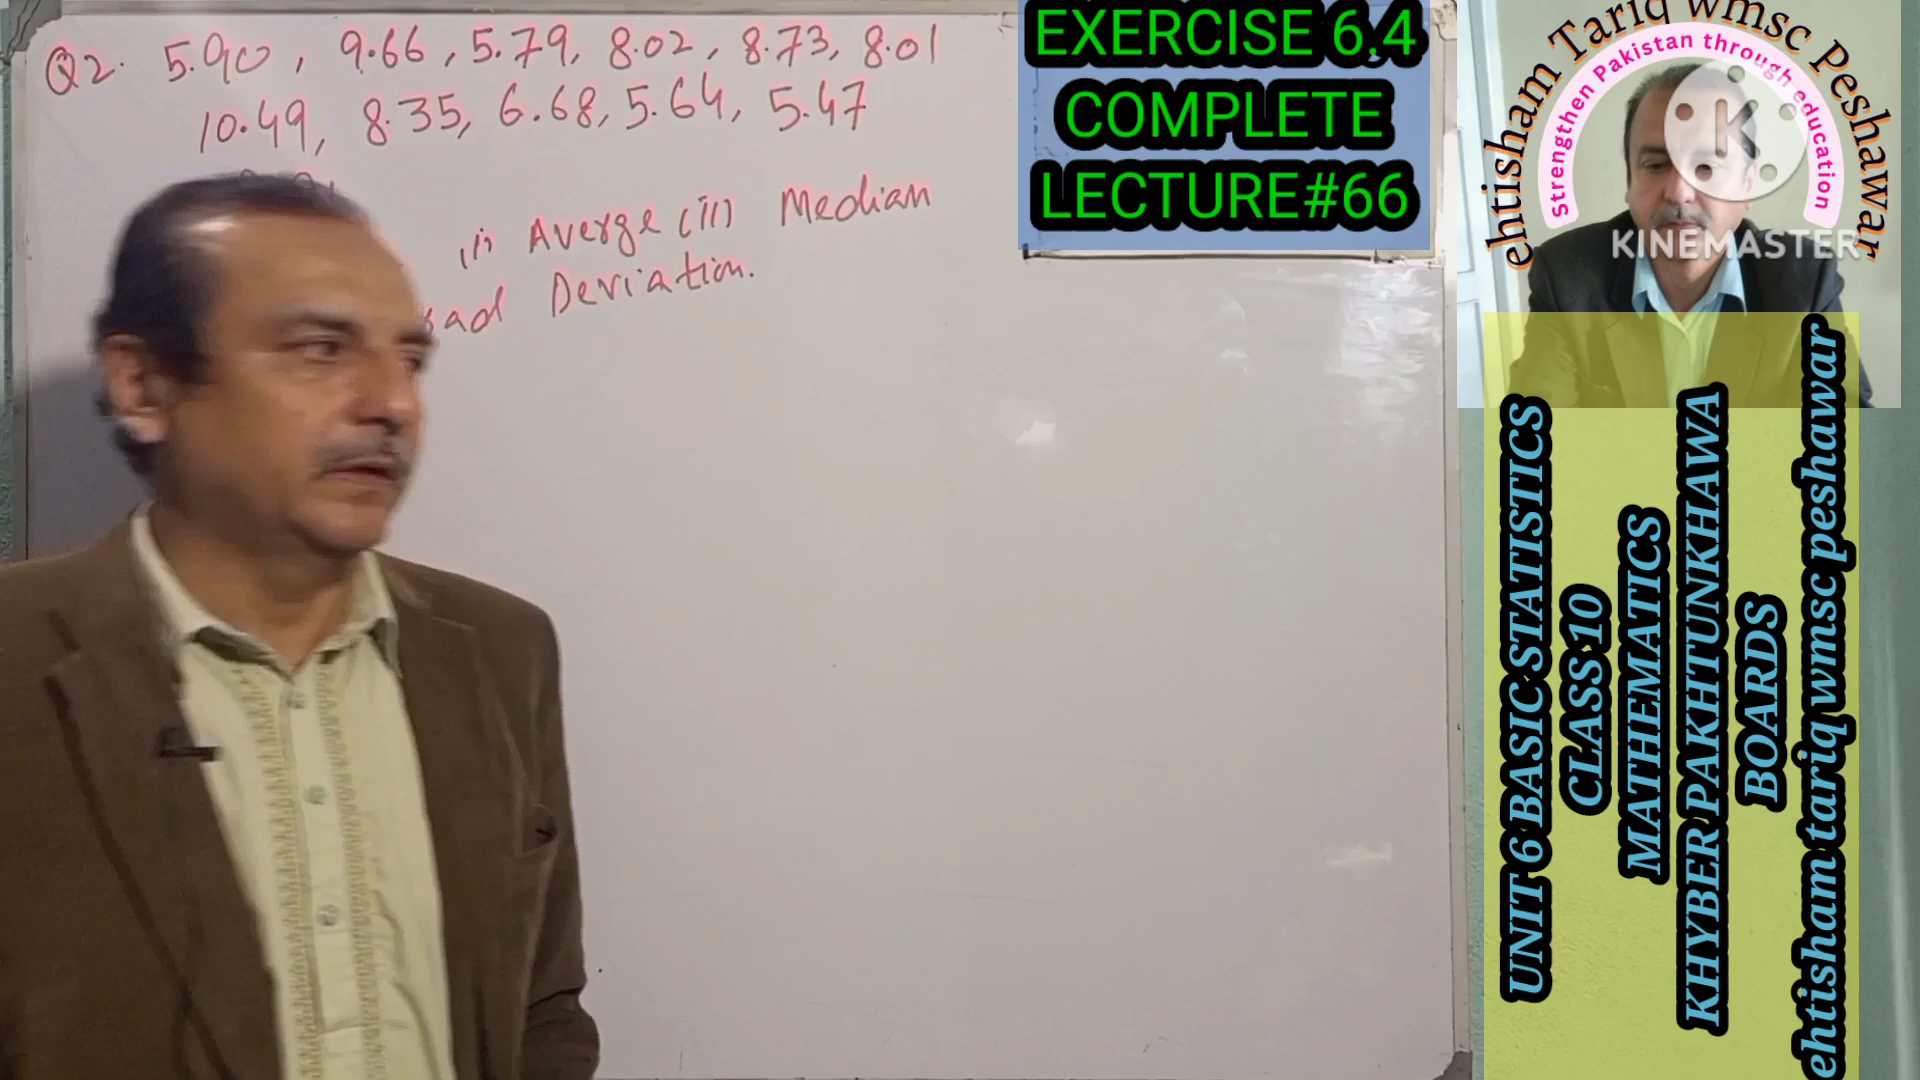 Q2. 5.90, 9.66, 5.79, 8.02, 8.73, 8.01
10.49, 8.35, 6.68, 5.64, 5.47
(i) Averge (ii) Median
Deviation.
EXERCISE 6.4
COMPLETE
LECTURE#66
ehtisham Tariq wmsc Peshawar
Strengthen Pakistan through education
K
KINEMASTER
UNIT 6 BASIC STATISTICS
CLASS 10
MATHEMATICS
KHYBER PAKHTUNKHAWA
BOARDS
ehtisham tariq wmsc peshawar